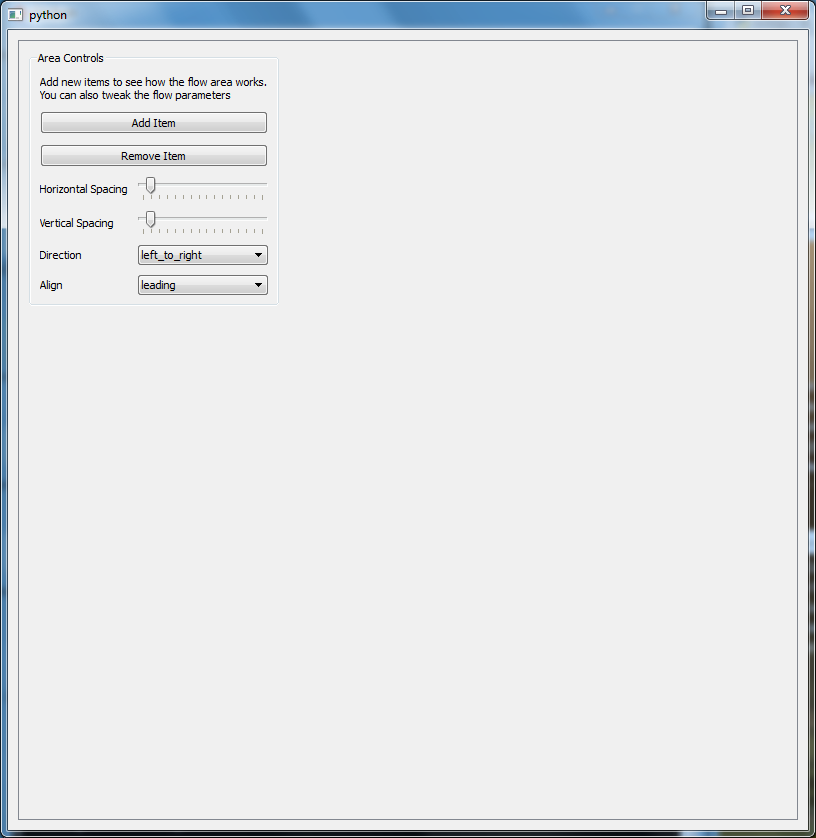 python
Area Controls
Add new items to see how the flow area works.
You can also tweak the flow parameters
Add Item
Remove Item
Horizontal Spacing
Vertical Spacing
Direction left_to_right
Align leading